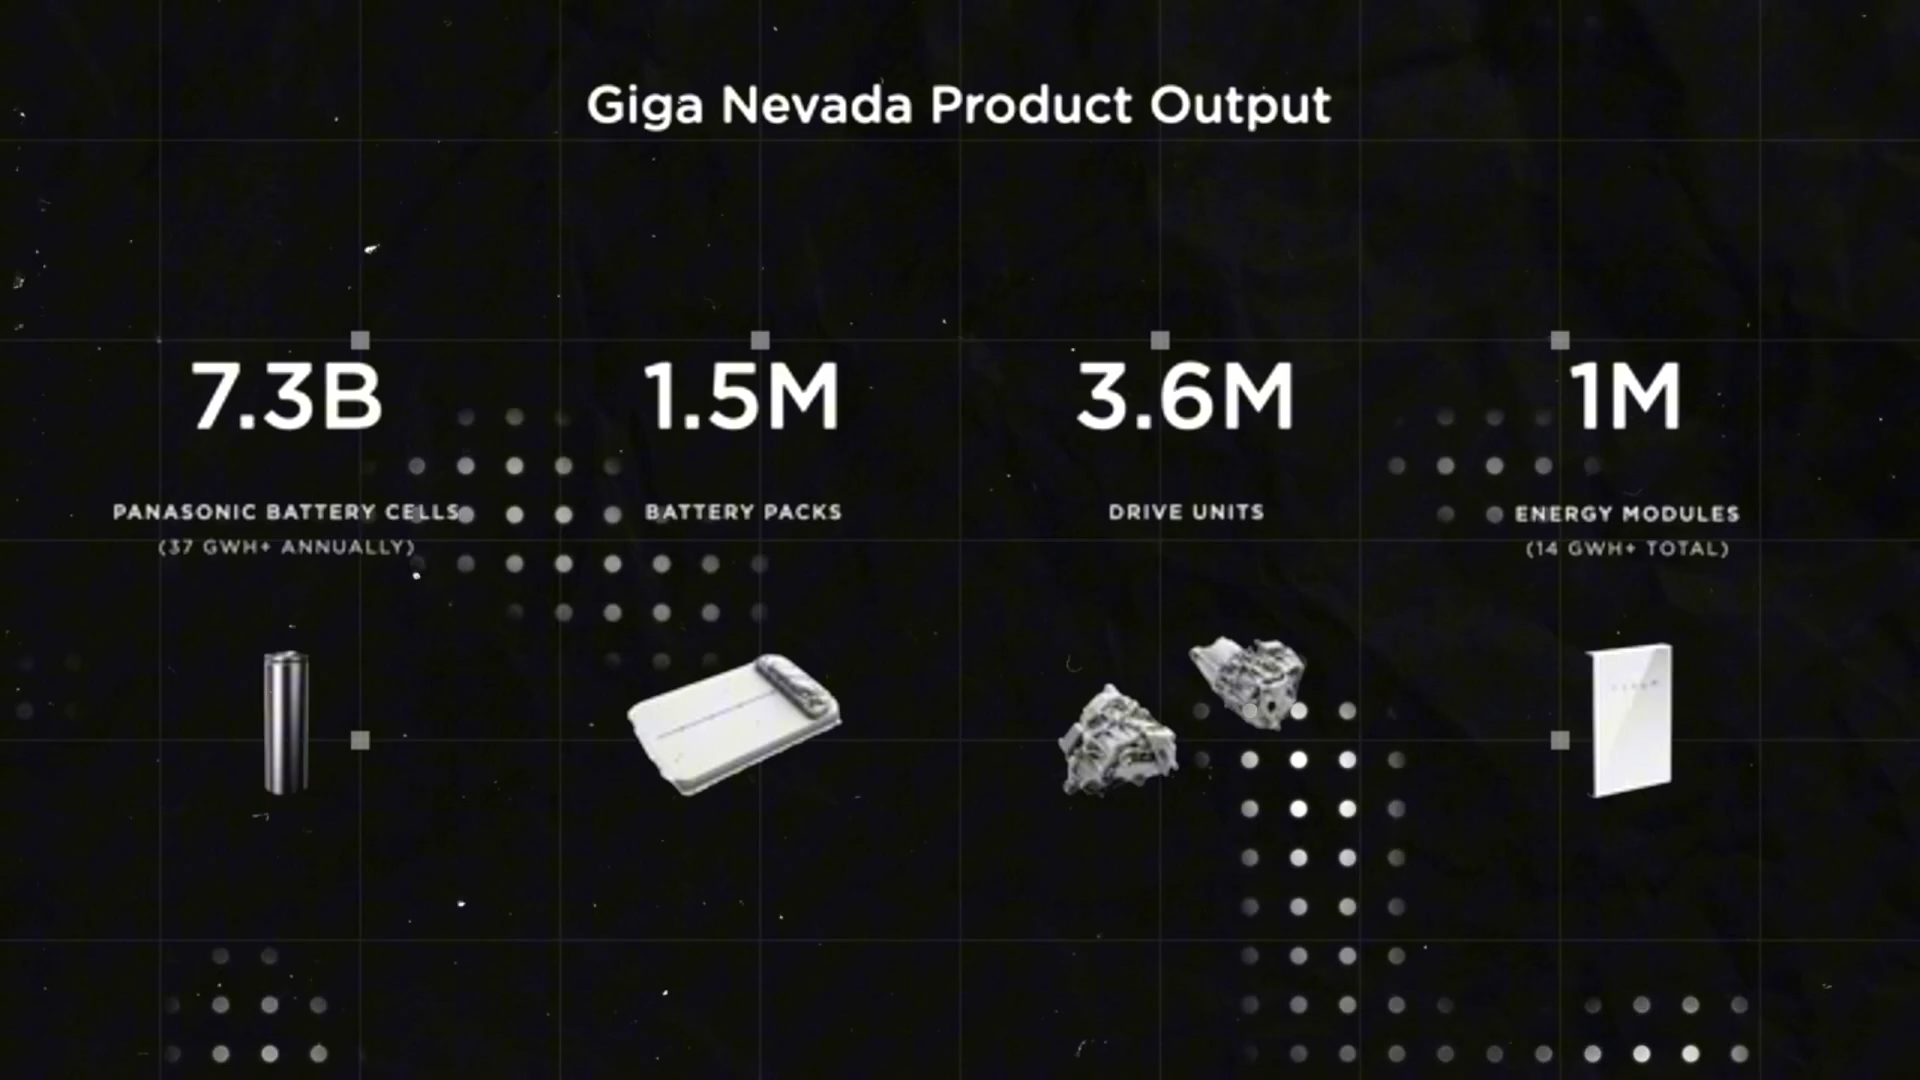 Giga Nevada Product Output
7.3B
PANASONIC BATTERY CELLS
(37 GWH+ ANNUALLY)
1.5M
BATTERY PACKS
3.6M
DRIVE UNITS
1M
ENERGY MODULES
(14 GWH+ TOTAL)